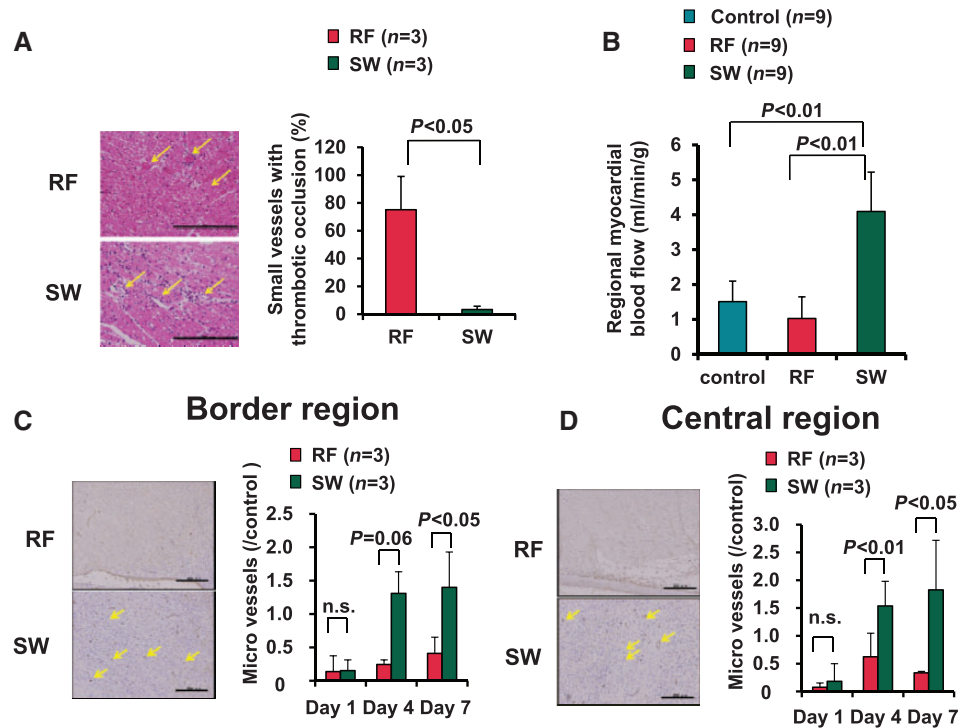 A
RF (n=3)
SW (n=3)
RF
SW
Small vessels with
thrombotic occlusion (%)
120
100
80
60
40
20
0
P<0.05
RF SW
B
Control (n=9)
RF (n=9)
SW (n=9)
P<0.01
P<0.01
Regional myocardial
blood flow (ml/min/g)
6
5
4
3
2
1
0
control RF SW
C
Border region
RF (n=3)
SW (n=3)
RF
SW
Micro vessels (/control )
2.5
2.0
1.5
1.0
0.5
0
n.s.
P=0.06
P<0.05
Day 1 Day 4 Day 7
D
Central region
RF (n=3)
SW (n=3)
RF
SW
Micro vessels (/control)
3.0
2.5
2.0
1.5
1.0
0.5
0
n.s.
P<0.01
P<0.05
Day 1 Day 4 Day 7